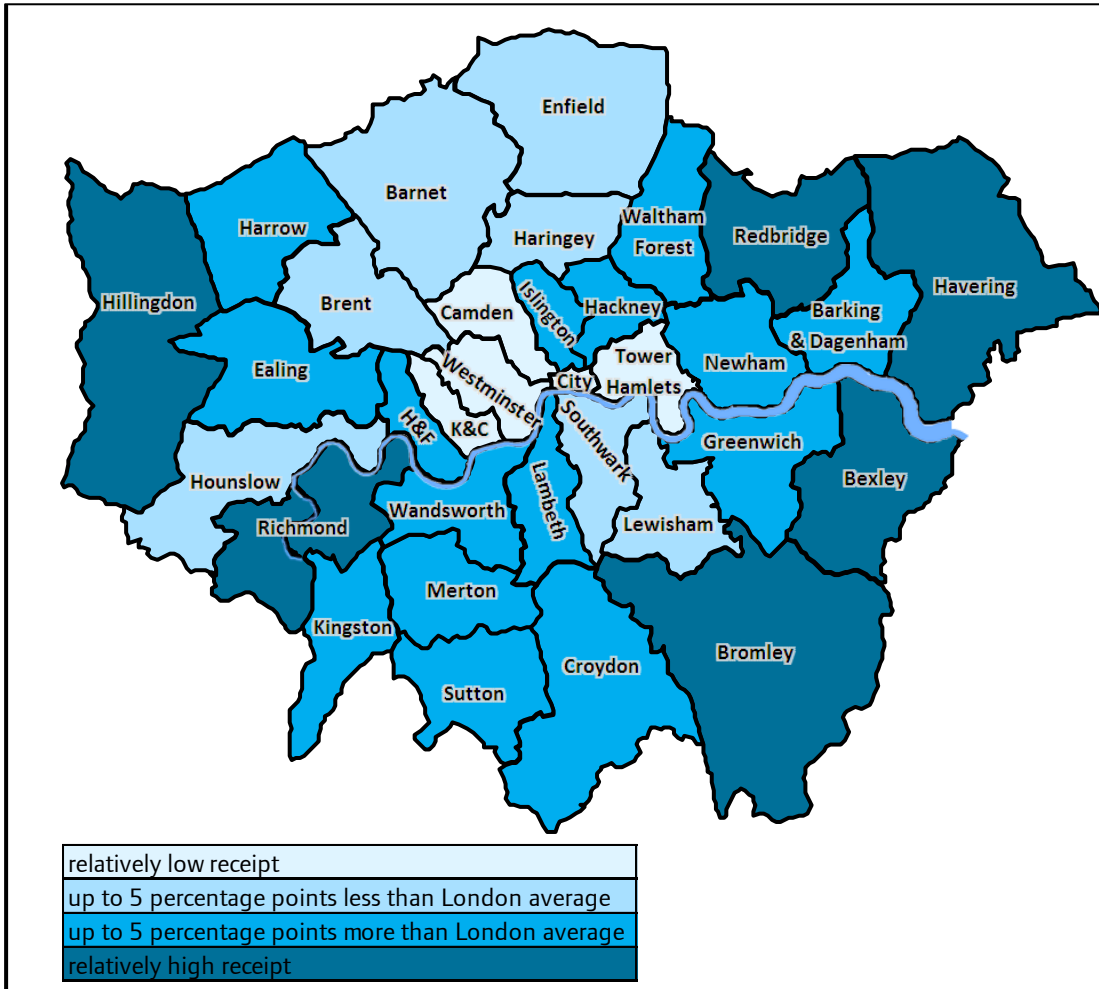 Enfield
Barnet
Harrow
Haringey
Waltham
Forest
Redbridge
Havering
Hillingdon
Brent
Camden
Islington
Hackney
Barking
& Dagenham
Ealing
Westminster
City
Tower
Hamlets
Newham
H&F
K&C
Southwark
Greenwich
Hounslow
Bexley
Richmond
Wandsworth
Lambeth
Lewisham
Merton
Kingston
Bromley
Croydon
Sutton
relatively low receipt
up to 5 percentage points less than London average
up to 5 percentage points more than London average
relatively high receipt